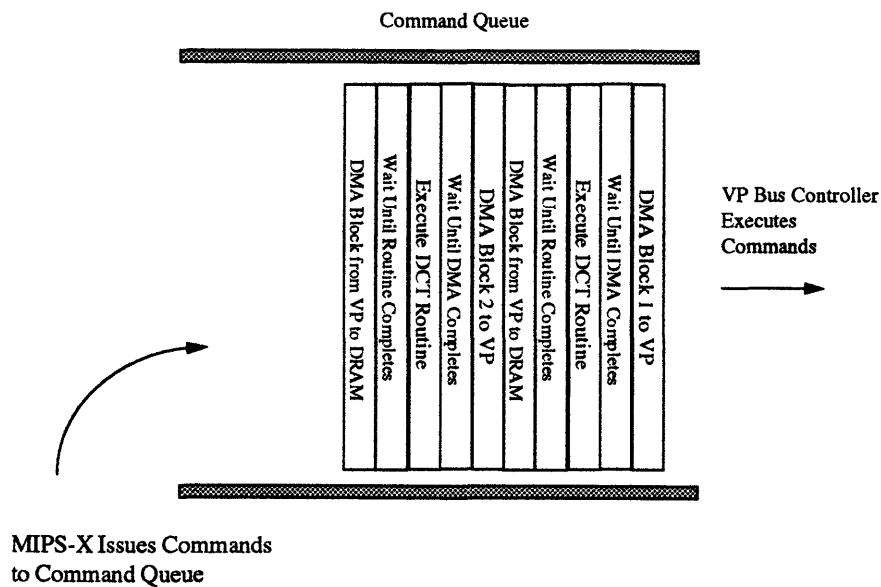 Command Queue
DMA Block from VP to DRAM
Wait Until Routine Completes
Execute DCT Routine
Wait Until DMA Completes
DMA Block 2 to VP
DMA Block from VP to DRAM
Wait Until Routine Completes
Execute DCT Routine
Wait Until DMA Completes
DMA Block 1 to VP
VP Bus Controller
Executes
Commands
MIPS-X Issues Commands
to Command Queue